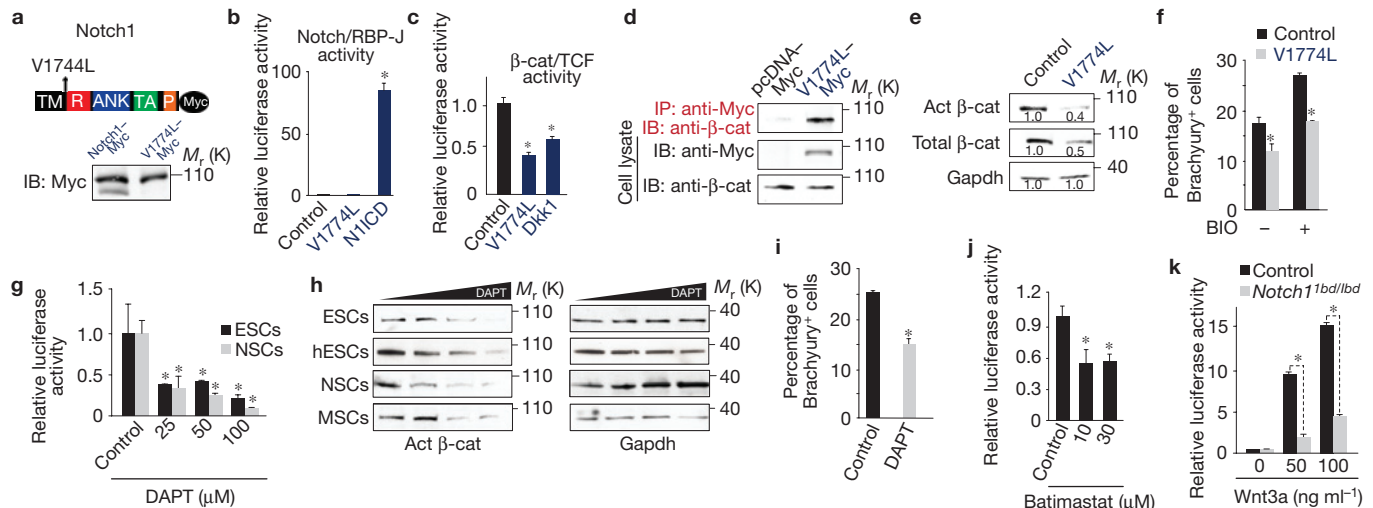 a
Notch1
V1744L
TM R ANK TA P Myc
Notch1–
Myc
V1774L–
Myc
Mr (K)
IB: Myc
110
b
Relative luciferase activity
Notch/RBP-J
activity
100
50
0
*
Control
V1774L
N1ICD
c
Relative luciferase activity
β-cat/TCF
activity
1.0
0.5
0
*
*
Control
V1774L
Dkk1
d
pcDNA–
Myc
V1774L–
Myc
Mr (K)
IP: anti-Myc
IB: anti-β-cat
110
Cell lysate
IB: anti-Myc
110
IB: anti-β-cat
110
e
Control
V1774L
Mr (K)
Act β-cat
1.0 0.4
110
Total β-cat
1.0 0.5
110
Gapdh
1.0 1.0
40
f
Control
V1774L
Percentage of
Brachyury+ cells
30
20
10
0
*
*
BIO – +
g
Relative luciferase
activity
1.5
1.0
0.5
0
ESCs
NSCs
* * * * * *
Control
25
50
100
DAPT (μM)
h
DAPT
Mr (K)
DAPT
Mr (K)
ESCs
110
40
hESCs
110
40
NSCs
110
40
MSCs
110
40
Act β-cat
Gapdh
i
Percentage of
Brachyury+ cells
30
20
10
0
*
Control
DAPT
j
Relative luciferase activity
1.2
0.9
0.6
0.3
0
* *
Control
10
30
Batimastat (μM)
k
Control
Notch1lbd/lbd
Relative luciferase activity
15
10
5
0
*
*
0 50 100
Wnt3a (ng ml–1)